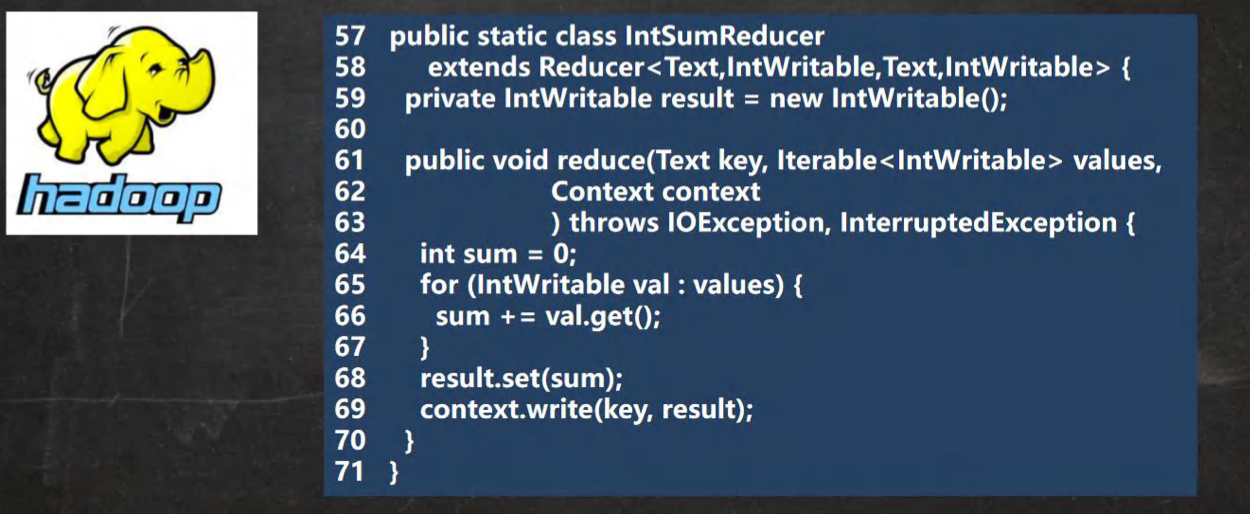 hadoop
57 public static class IntSumReducer
58 extends Reducer<Text,IntWritable,Text,IntWritable> {
59 private IntWritable result = new IntWritable();
60
61 public void reduce(Text key, Iterable<IntWritable> values,
62 Context context
63 ) throws IOException, InterruptedException {
64 int sum = 0;
65 for (IntWritable val : values) {
66 sum += val.get();
67 }
68 result.set(sum);
69 context.write(key, result);
70 }
71 }